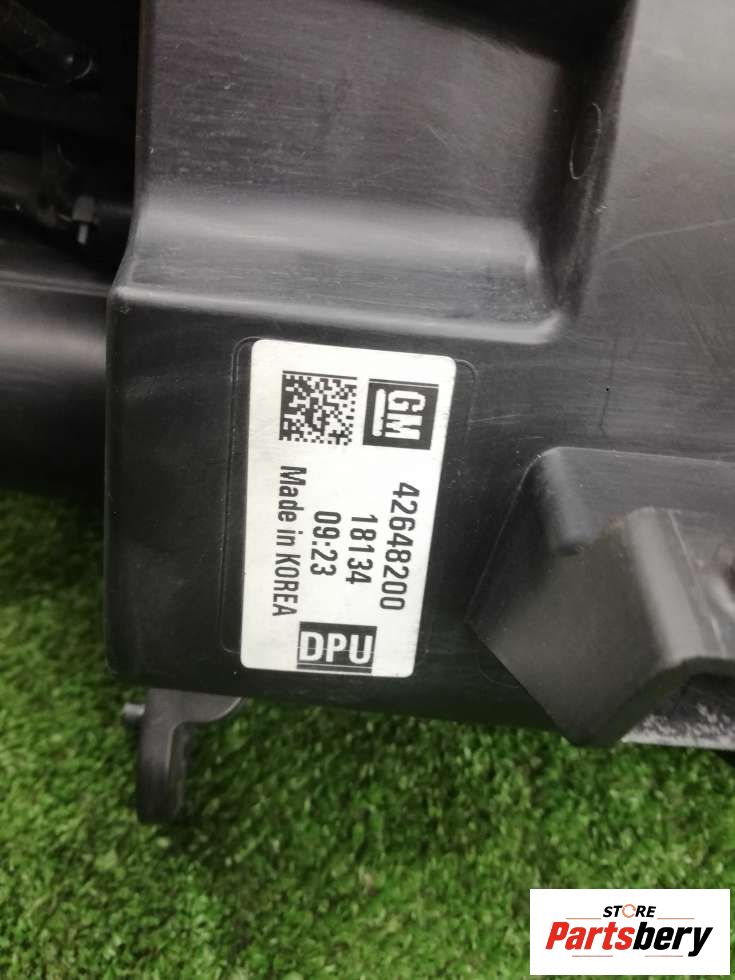 GM
42648200
18134
09:23
Made in KOREA
DPU
STORE
Partsbery